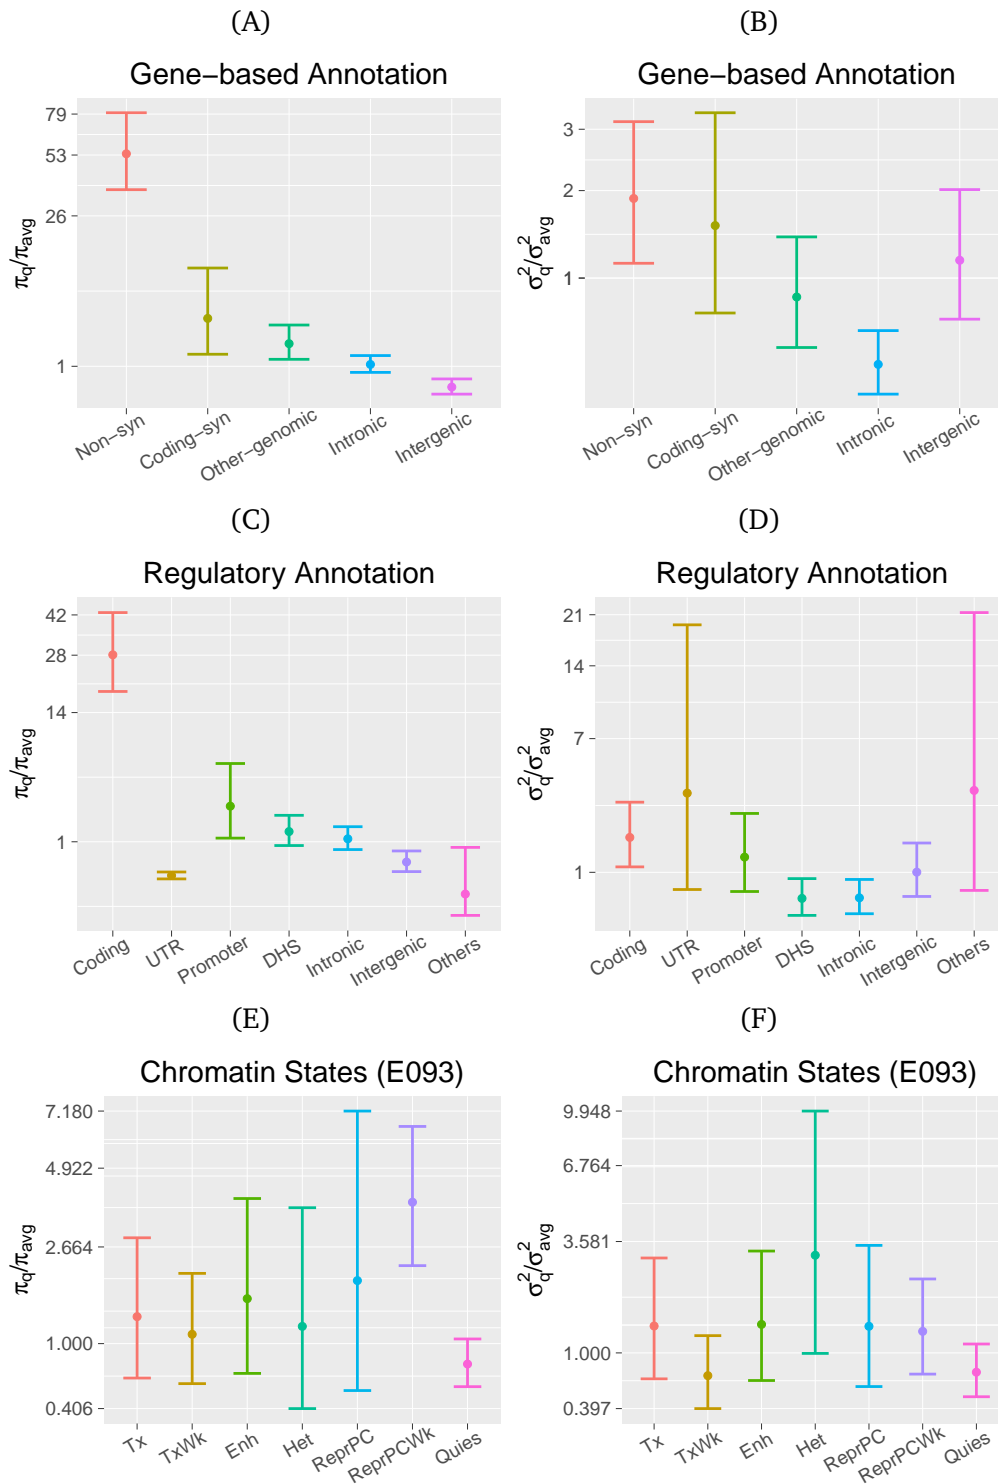 (A)
(B)
Gene−based Annotation
Gene−based Annotation
79
53
26
1
πq/πavg
Non−syn
Coding−syn
Other−genomic
Intronic
Intergenic
3
2
1
σ²q/σ²avg
Non−syn
Coding−syn
Other−genomic
Intronic
Intergenic
(C)
(D)
Regulatory Annotation
Regulatory Annotation
42
28
14
1
πq/πavg
Coding
UTR
Promoter
DHS
Intronic
Intergenic
Others
21
14
7
1
σ²q/σ²avg
Coding
UTR
Promoter
DHS
Intronic
Intergenic
Others
(E)
(F)
Chromatin States (E093)
Chromatin States (E093)
7.180
4.922
2.664
1.000
0.406
πq/πavg
Tx
TxWk
Enh
Het
ReprPC
ReprPCWk
Quies
9.948
6.764
3.581
1.000
0.397
σ²q/σ²avg
Tx
TxWk
Enh
Het
ReprPC
ReprPCWk
Quies